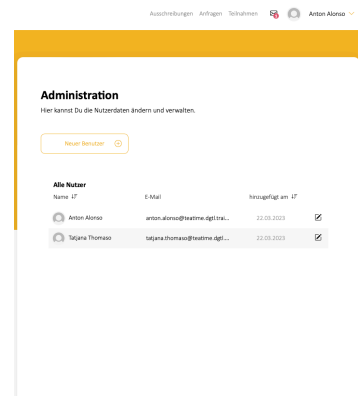 Ausschreibungen Anfragen Teilnahmen Anton Alonso
Administration
Hier kannst Du die Nutzerdaten ändern und verwalten.
Neuer Benutzer
Alle Nutzer
Name E-Mail hinzugefügt am
Anton Alonso anton.alonso@teatime.dgtl.trai... 22.03.2023
Tatjana Thomaso tatjana.thomaso@teatime.dgtl.... 22.03.2023